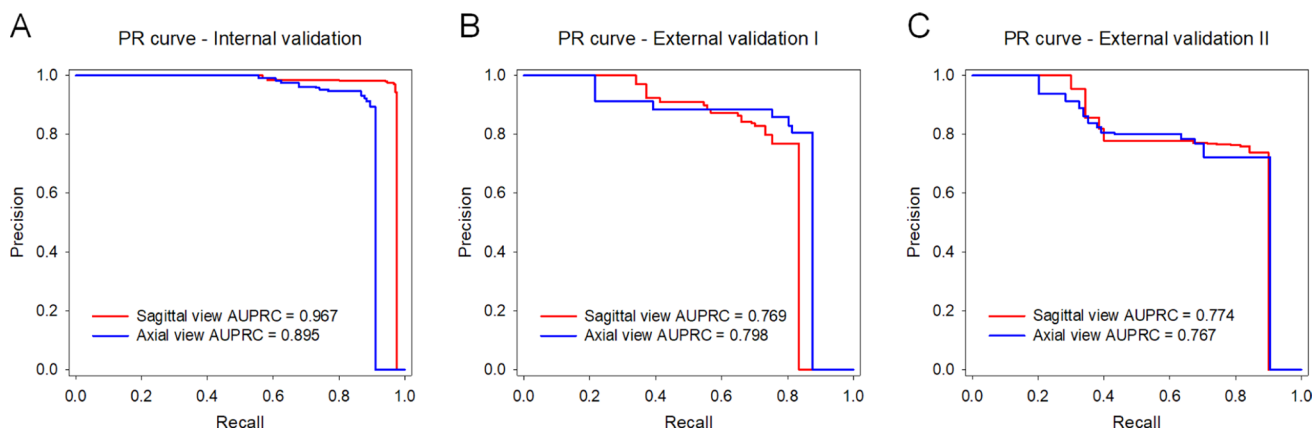 A
PR curve - Internal validation
Precision
1.0
0.8
0.6
0.4
0.2
0.0
Sagittal view AUPRC = 0.967
Axial view AUPRC = 0.895
0.0 0.2 0.4 0.6 0.8 1.0
Recall
B
PR curve - External validation I
Precision
1.0
0.8
0.6
0.4
0.2
0.0
Sagittal view AUPRC = 0.769
Axial view AUPRC = 0.798
0.0 0.2 0.4 0.6 0.8 1.0
Recall
C
PR curve - External validation II
Precision
1.0
0.8
0.6
0.4
0.2
0.0
Sagittal view AUPRC = 0.774
Axial view AUPRC = 0.767
0.0 0.2 0.4 0.6 0.8 1.0
Recall